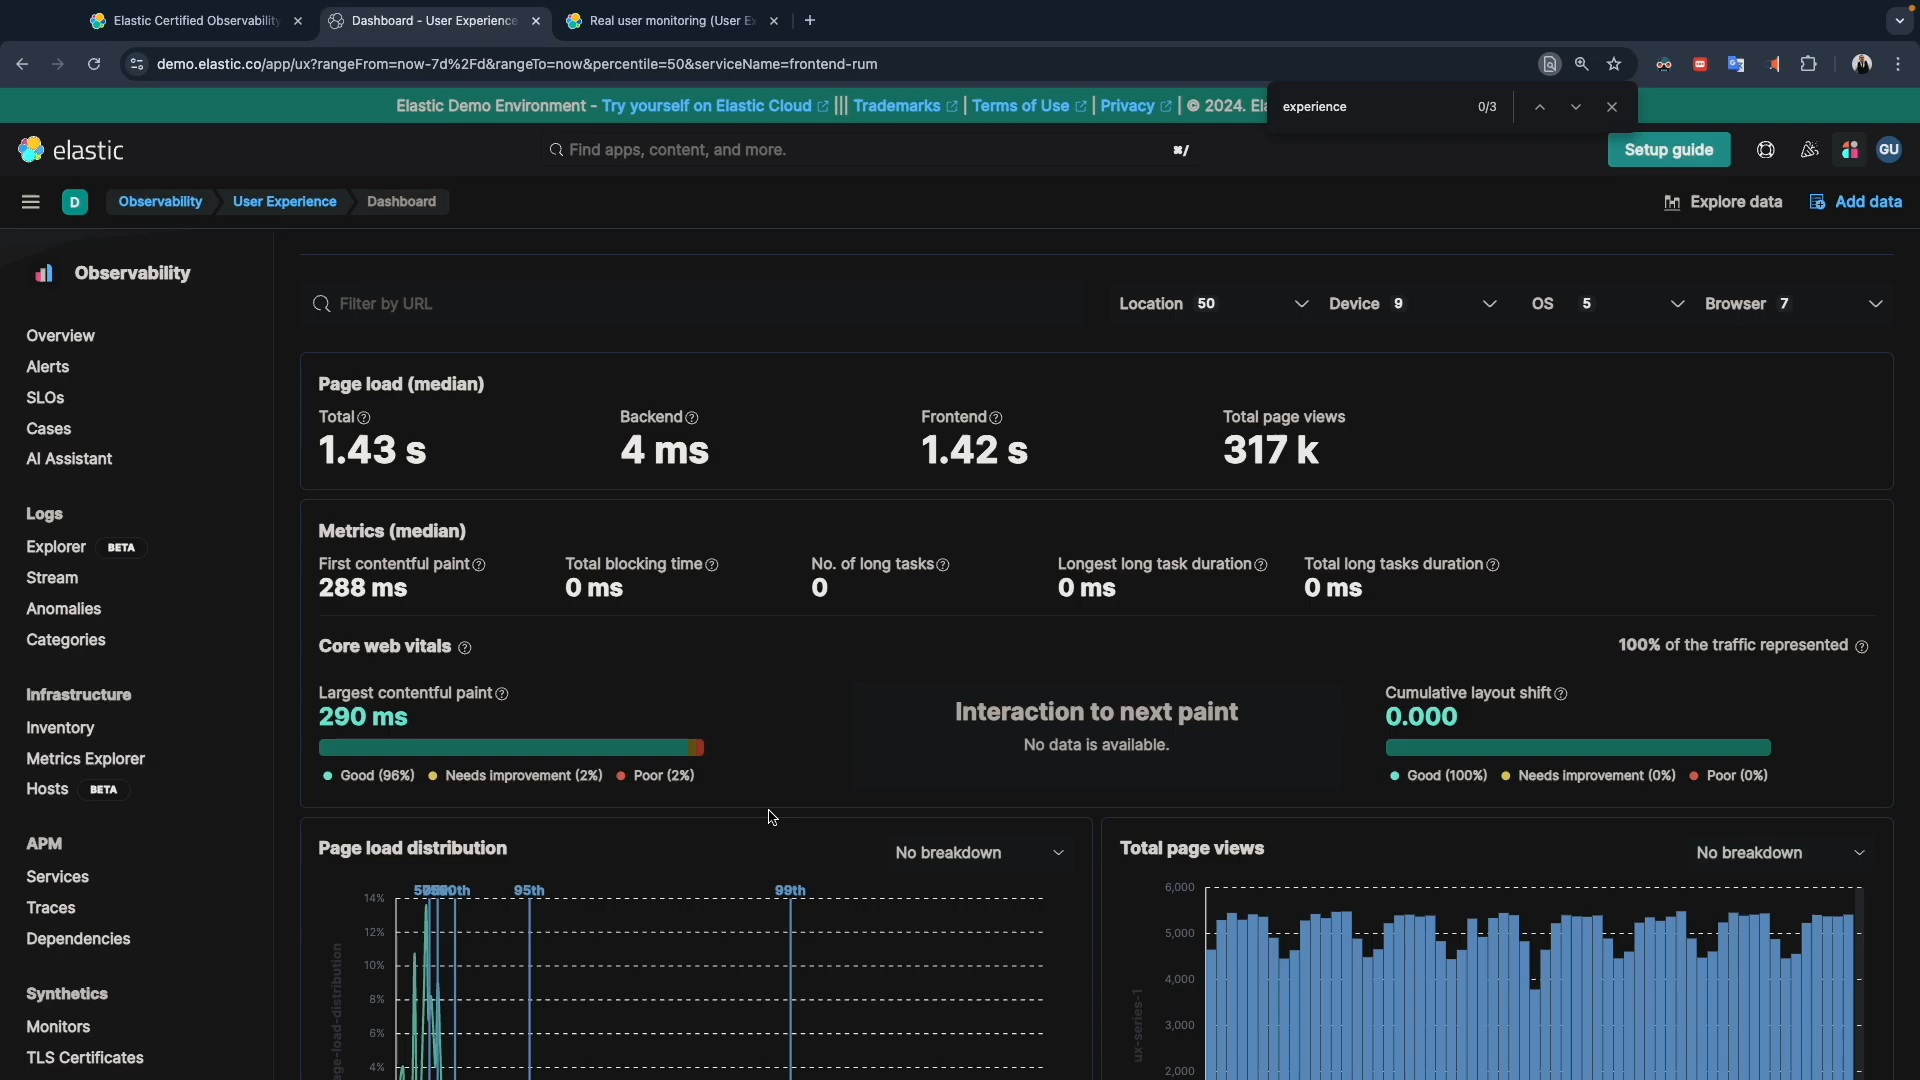 Elastic Certified Observability
Dashboard - User Experience
Real user monitoring (User Ex
demo.elastic.co/app/ux?rangeFrom=now-7d%2Fd&rangeTo=now&percentile=50&serviceName=frontend-rum
Elastic Demo Environment - Try yourself on Elastic Cloud ||| Trademarks | Terms of Use | Privacy | © 2024. Ela
experience 0/3
elastic
Find apps, content, and more.
⌘/
Setup guide
GU
D
Observability
User Experience
Dashboard
Explore data
Add data
Observability
Overview
Alerts
SLOs
Cases
AI Assistant
Logs
Explorer BETA
Stream
Anomalies
Categories
Infrastructure
Inventory
Metrics Explorer
Hosts BETA
APM
Services
Traces
Dependencies
Synthetics
Monitors
TLS Certificates
Filter by URL
Location 50
Device 9
OS 5
Browser 7
Page load (median)
Total
1.43 s
Backend
4 ms
Frontend
1.42 s
Total page views
317 k
Metrics (median)
First contentful paint
288 ms
Total blocking time
0 ms
No. of long tasks
0
Longest long task duration
0 ms
Total long tasks duration
0 ms
Core web vitals
100% of the traffic represented
Largest contentful paint
290 ms
Good (96%) Needs improvement (2%) Poor (2%)
Interaction to next paint
No data is available.
Cumulative layout shift
0.000
Good (100%) Needs improvement (0%) Poor (0%)
Page load distribution
No breakdown
95th
99th
14%
12%
10%
8%
6%
4%
age-load-distribution
Total page views
No breakdown
6,000
5,000
4,000
3,000
2,000
ux-series-1